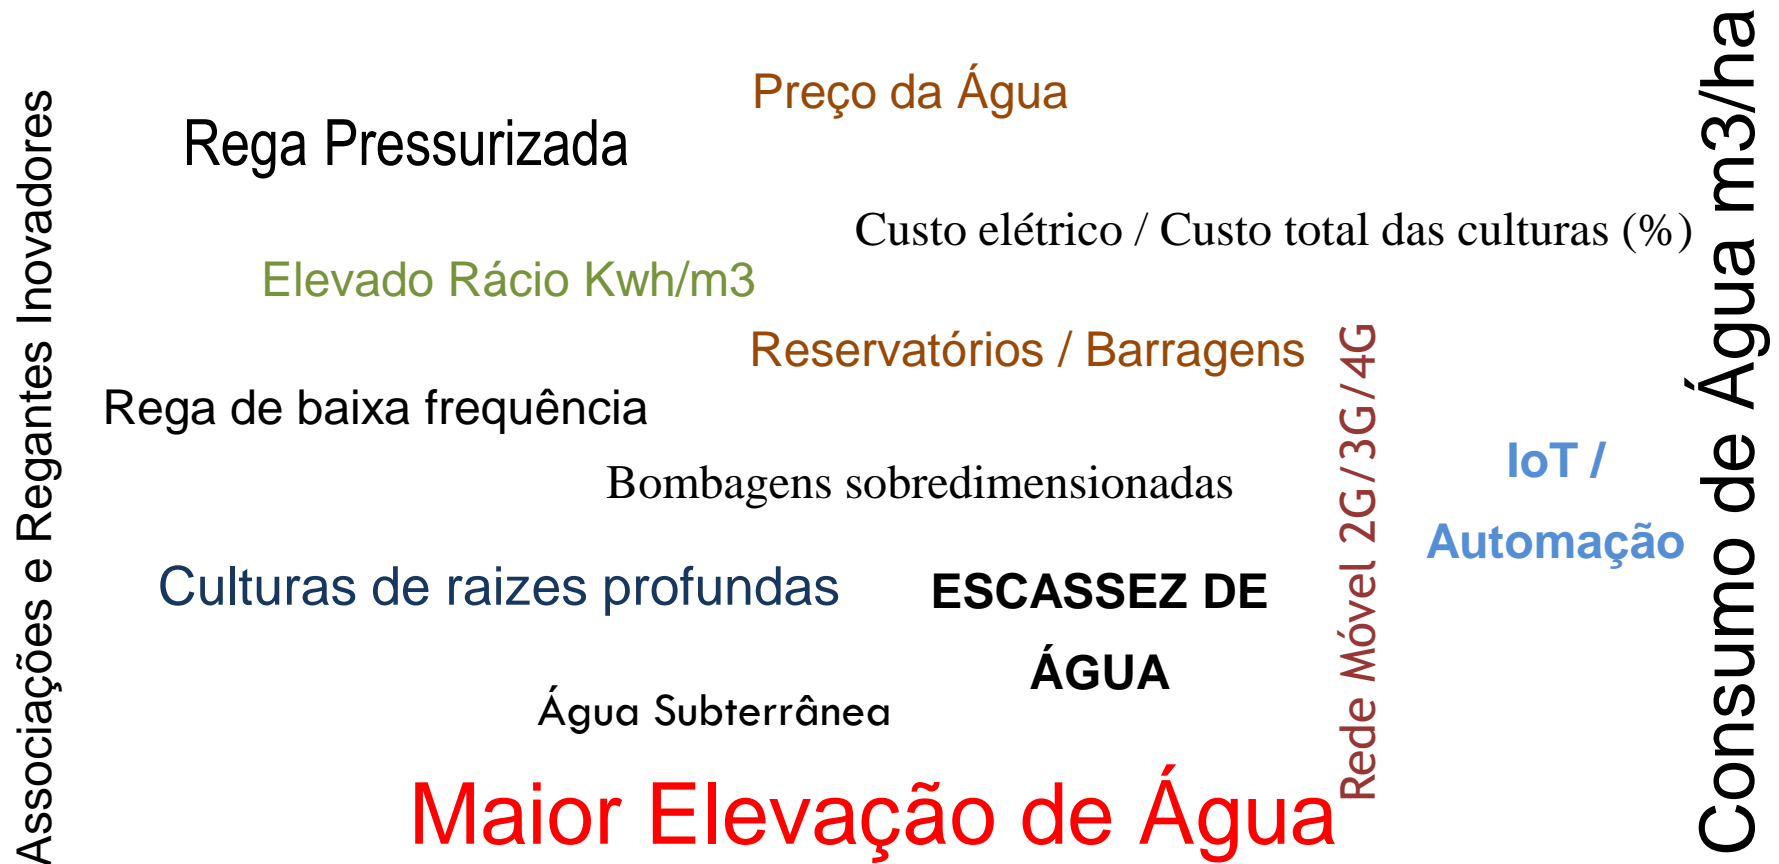 Associações e Regantes Inovadores
Preço da Água
Rega Pressurizada
Custo elétrico / Custo total das culturas (%)
Elevado Rácio Kwh/m3
Reservatórios / Barragens
Rega de baixa frequência
Bombagens sobredimensionadas
IoT /
Automação
Culturas de raizes profundas
ESCASSEZ DE
ÁGUA
Água Subterrânea
Maior Elevação de Água
Rede Móvel 2G/3G/4G
Consumo de Água m3/ha